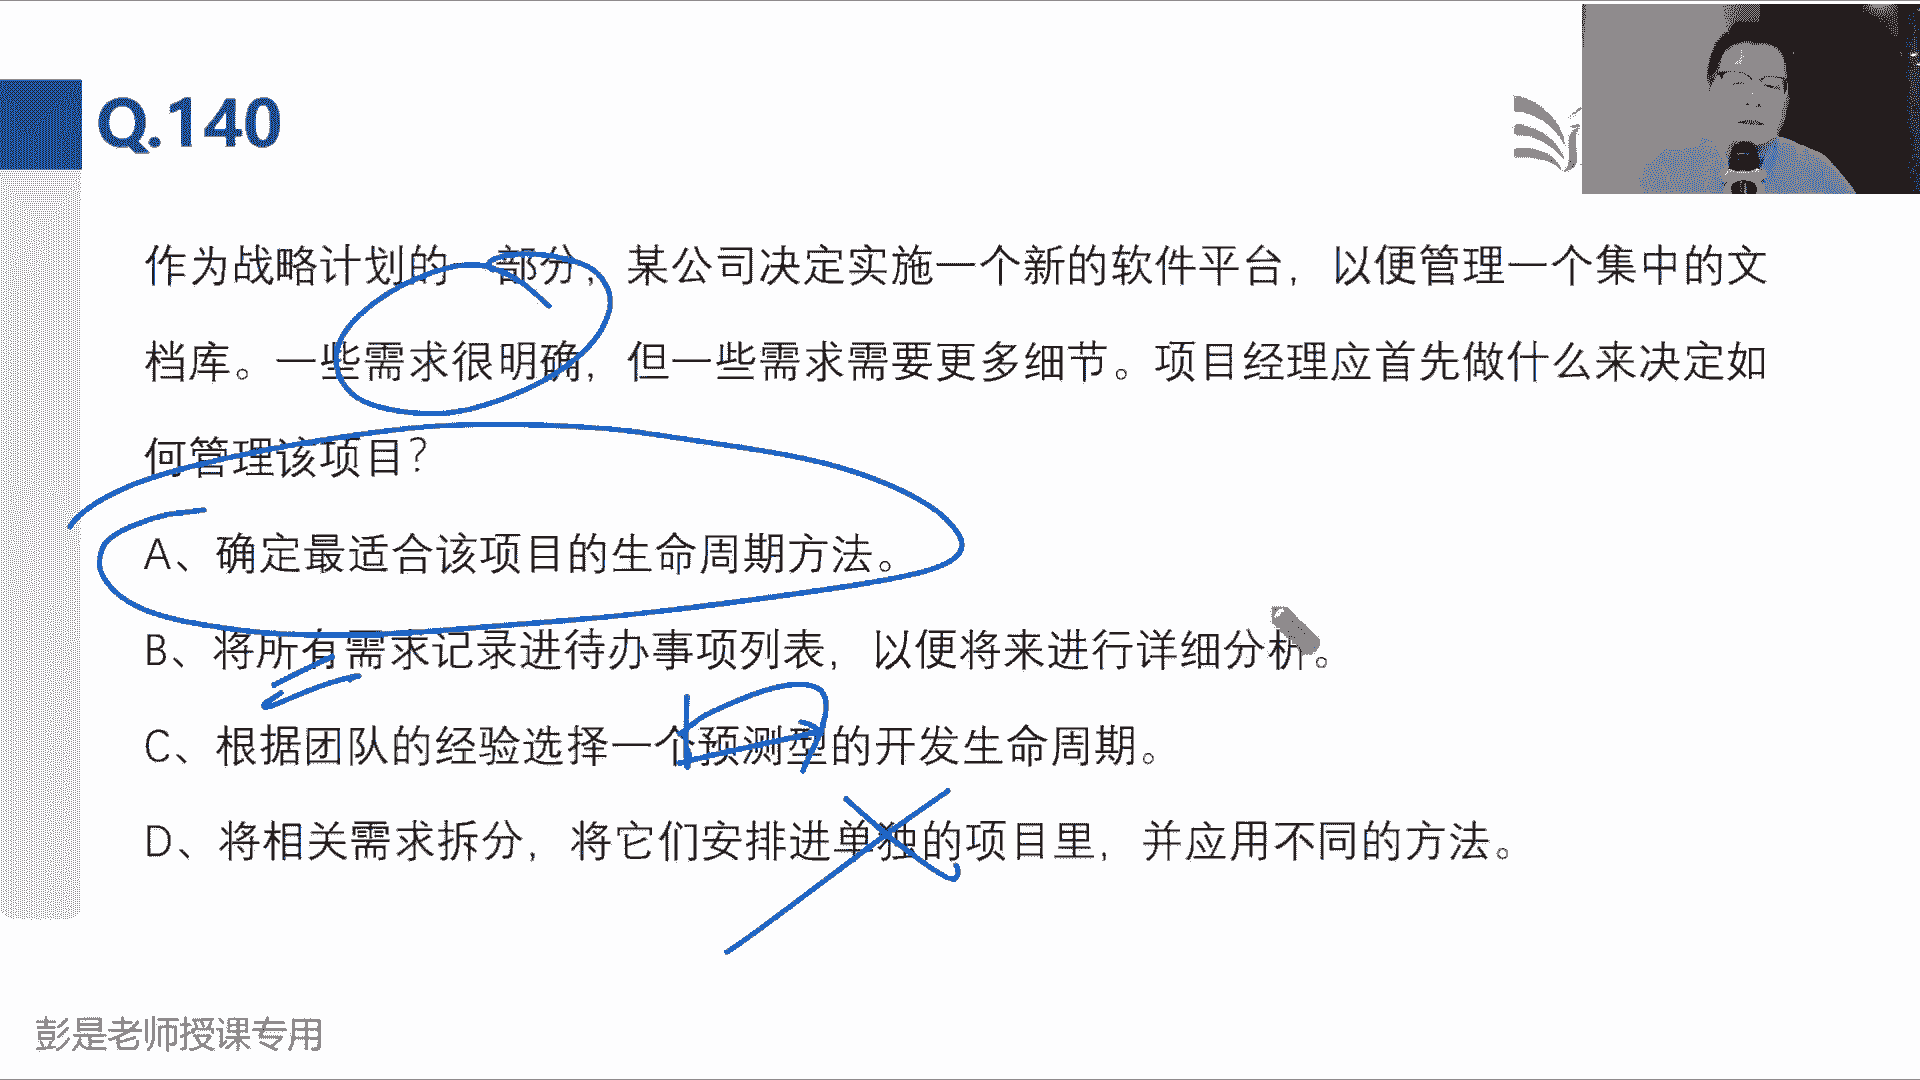 Q.140
作为战略计划的一部分，某公司决定实施一个新的软件平台，以便管理一个集中的文
档库。一些需求很明确，但一些需求需要更多细节。项目经理应首先做什么来决定如
何管理该项目？
A、确定最适合该项目的生命周期方法。
B、将所有需求记录进待办事项列表，以便将来进行详细分析。
C、根据团队的经验选择一个预测型的开发生命周期。
D、将相关需求拆分，将它们安排进单独的项目里，并应用不同的方法。
彭是老师授课专用